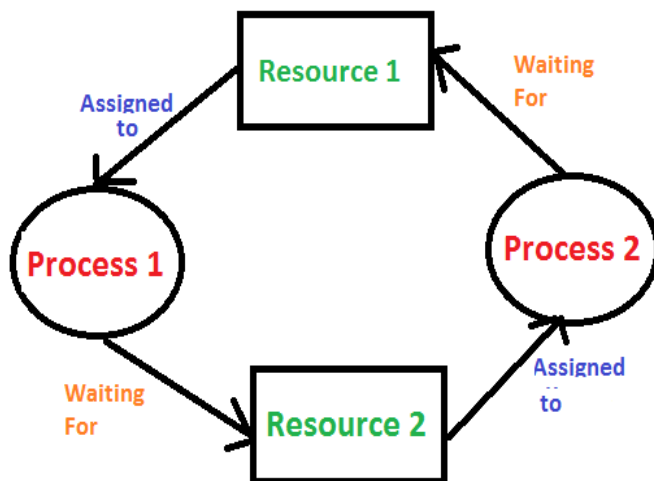 Resource 1
Waiting
For
Assigned
to
Process 1
Process 2
Waiting
For
Resource 2
Assigned
to